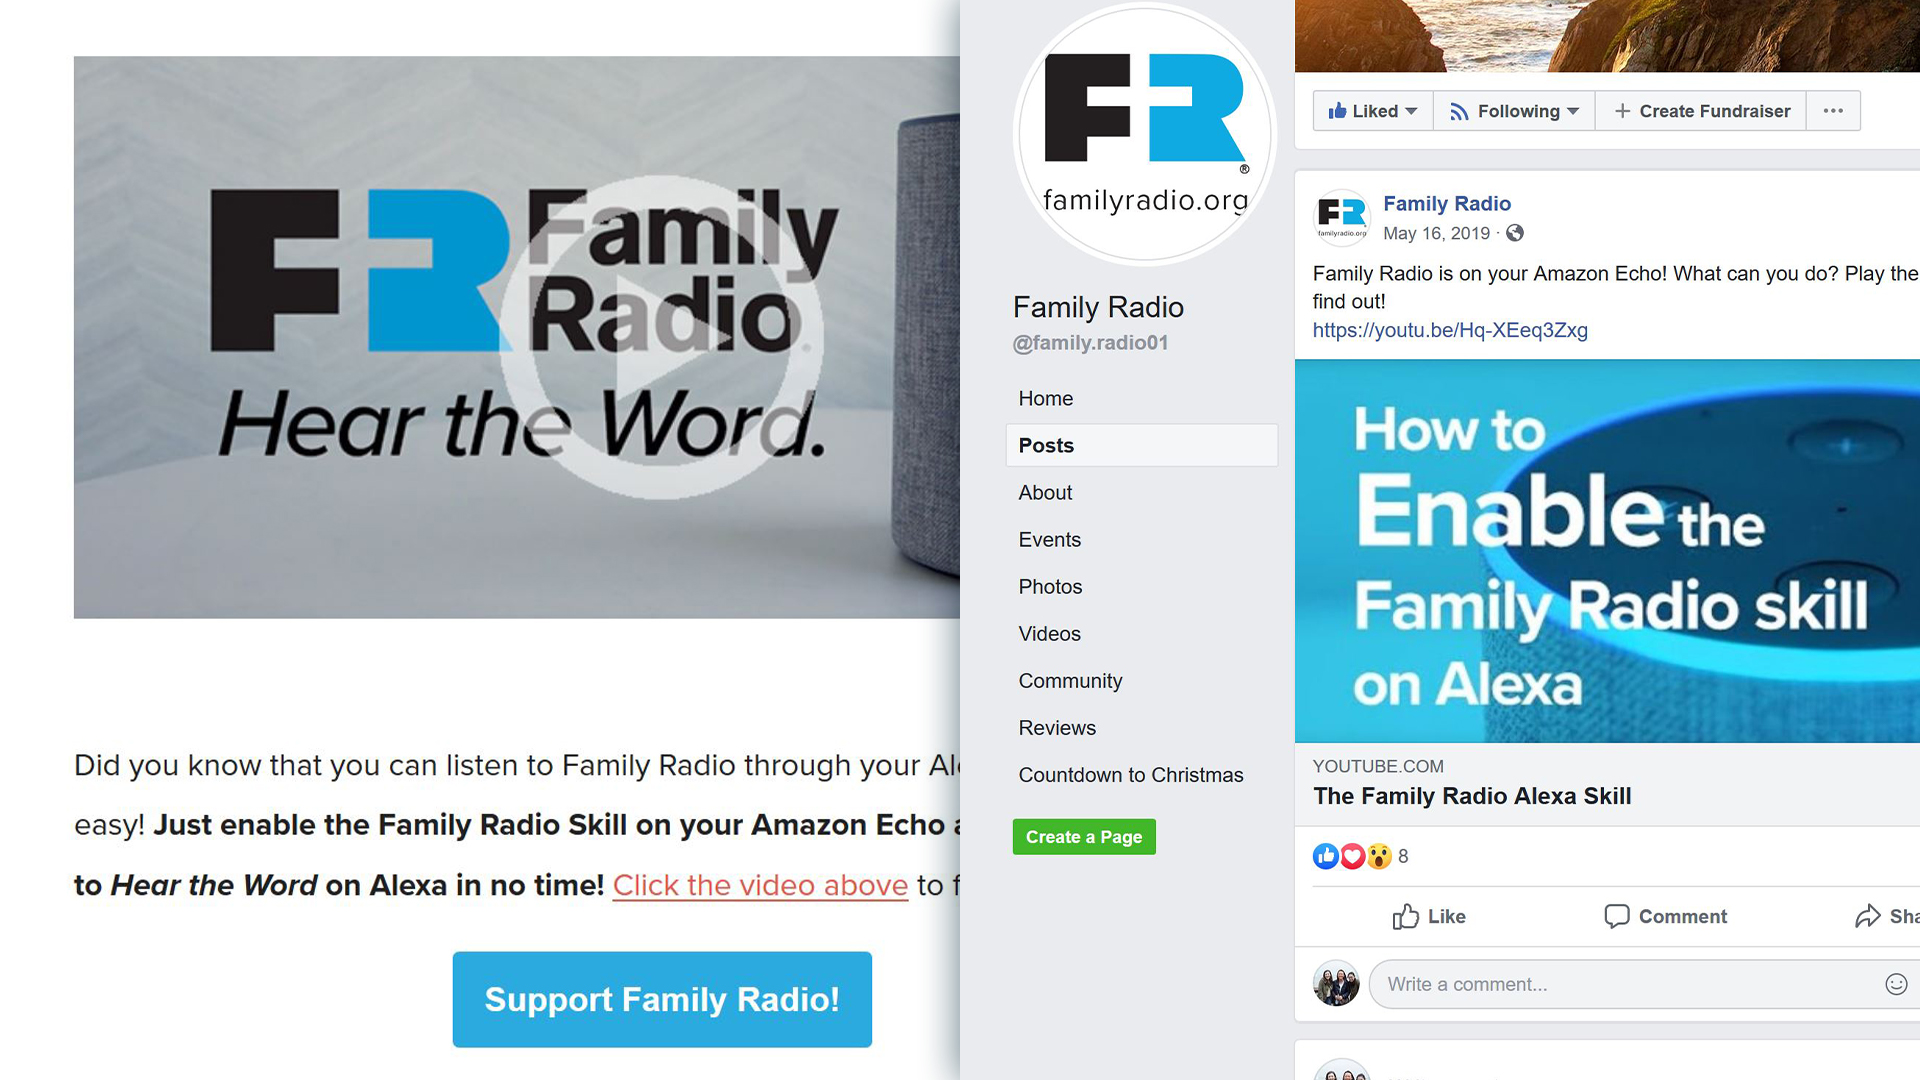 FR Family
Radio
Hear the Word.
Did you know that you can listen to Family Radio through your
easy! Just enable the Family Radio Skill on your Amazon Echo
to Hear the Word on Alexa in no time! Click the video above to
Support Family Radio!
FR
®
familyradio.org
Family Radio
@family.radio01
Home
Posts
About
Events
Photos
Videos
Community
Reviews
Countdown to Christmas
Create a Page
Liked
Following
+ Create Fundraiser
...
FR
familyradio.org
Family Radio
May 16, 2019 ·
Family Radio is on your Amazon Echo! What can you do? Play the
find out!
https://youtu.be/Hq-XEeq3Zxg
How to
Enable the
Family Radio skill
on Alexa
YOUTUBE.COM
The Family Radio Alexa Skill
8
Like
Comment
Write a comment...